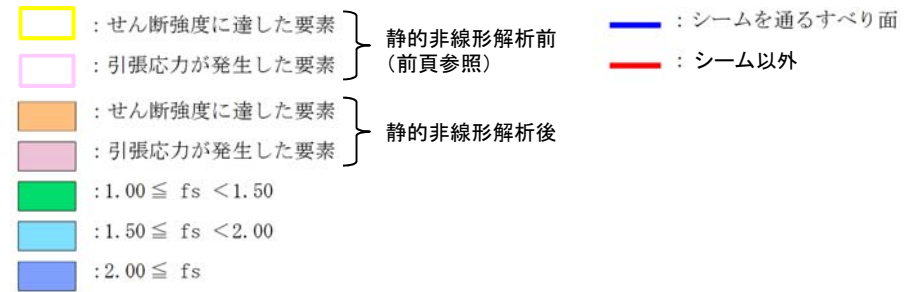 ：せん断強度に達した要素
：引張応力が発生した要素
静的非線形解析前
（前頁参照）
：せん断強度に達した要素
：引張応力が発生した要素
静的非線形解析後
:1.00≦ fs <1.50
:1.50≦ fs <2.00
:2.00≦ fs
：シームを通るすべり面
：シーム以外